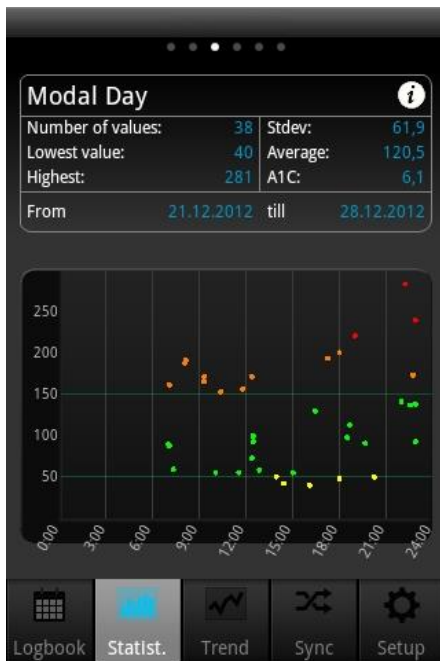 Modal Day i
Number of values: 38 Stdev: 61,9
Lowest value: 40 Average: 120,5
Highest: 281 A1C: 6,1
From 21.12.2012 till 28.12.2012
250
200
150
100
50
0:00 3:00 6:00 9:00 12:00 15:00 18:00 21:00 24:00
Logbook Statist. Trend Sync Setup